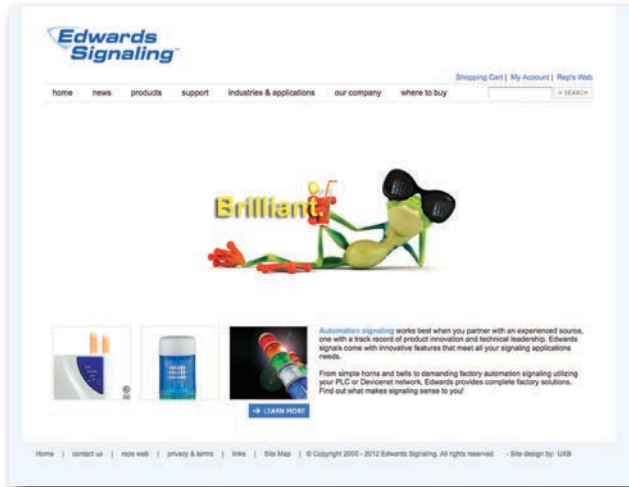 Edwards
Signaling™
Shopping Cart | My Account | Rep's Web
home news products support industries & applications our company where to buy
SEARCH
Brilliant.
Automation signaling works best when you partner with an experienced source,
one with a track record of product innovation and technical leadership. Edwards
signals come with innovative features that meet all your signaling applications
needs.
From simple horns and bells to demanding factory automation signaling utilizing
your PLC or Devicenet network, Edwards provides complete factory solutions.
Find out what makes signaling sense to you!
LEARN MORE
Home | contact us | reps web | privacy & terms | links | Site Map | © Copyright 2000 - 2012 Edwards Signaling. All rights reserved - Site design by: UXB